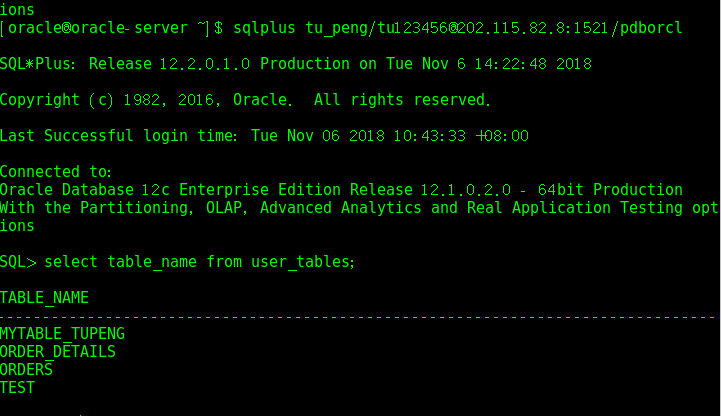 ions
[oracle@oracle-server ~]$ sqlplus tu_peng/tu123456@202.115.82.8:1521/pdborcl
SQL*Plus: Release 12.2.0.1.0 Production on Tue Nov 6 14:22:48 2018
Copyright (c) 1982, 2016, Oracle.  All rights reserved.
Last Successful login time: Tue Nov 06 2018 10:43:33 +08:00
Connected to:
Oracle Database 12c Enterprise Edition Release 12.1.0.2.0 - 64bit Production
With the Partitioning, OLAP, Advanced Analytics and Real Application Testing opt
ions
SQL> select table_name from user_tables;
TABLE_NAME
--------------------------------------------------------------------------------
MYTABLE_TUPENG
ORDER_DETAILS
ORDERS
TEST